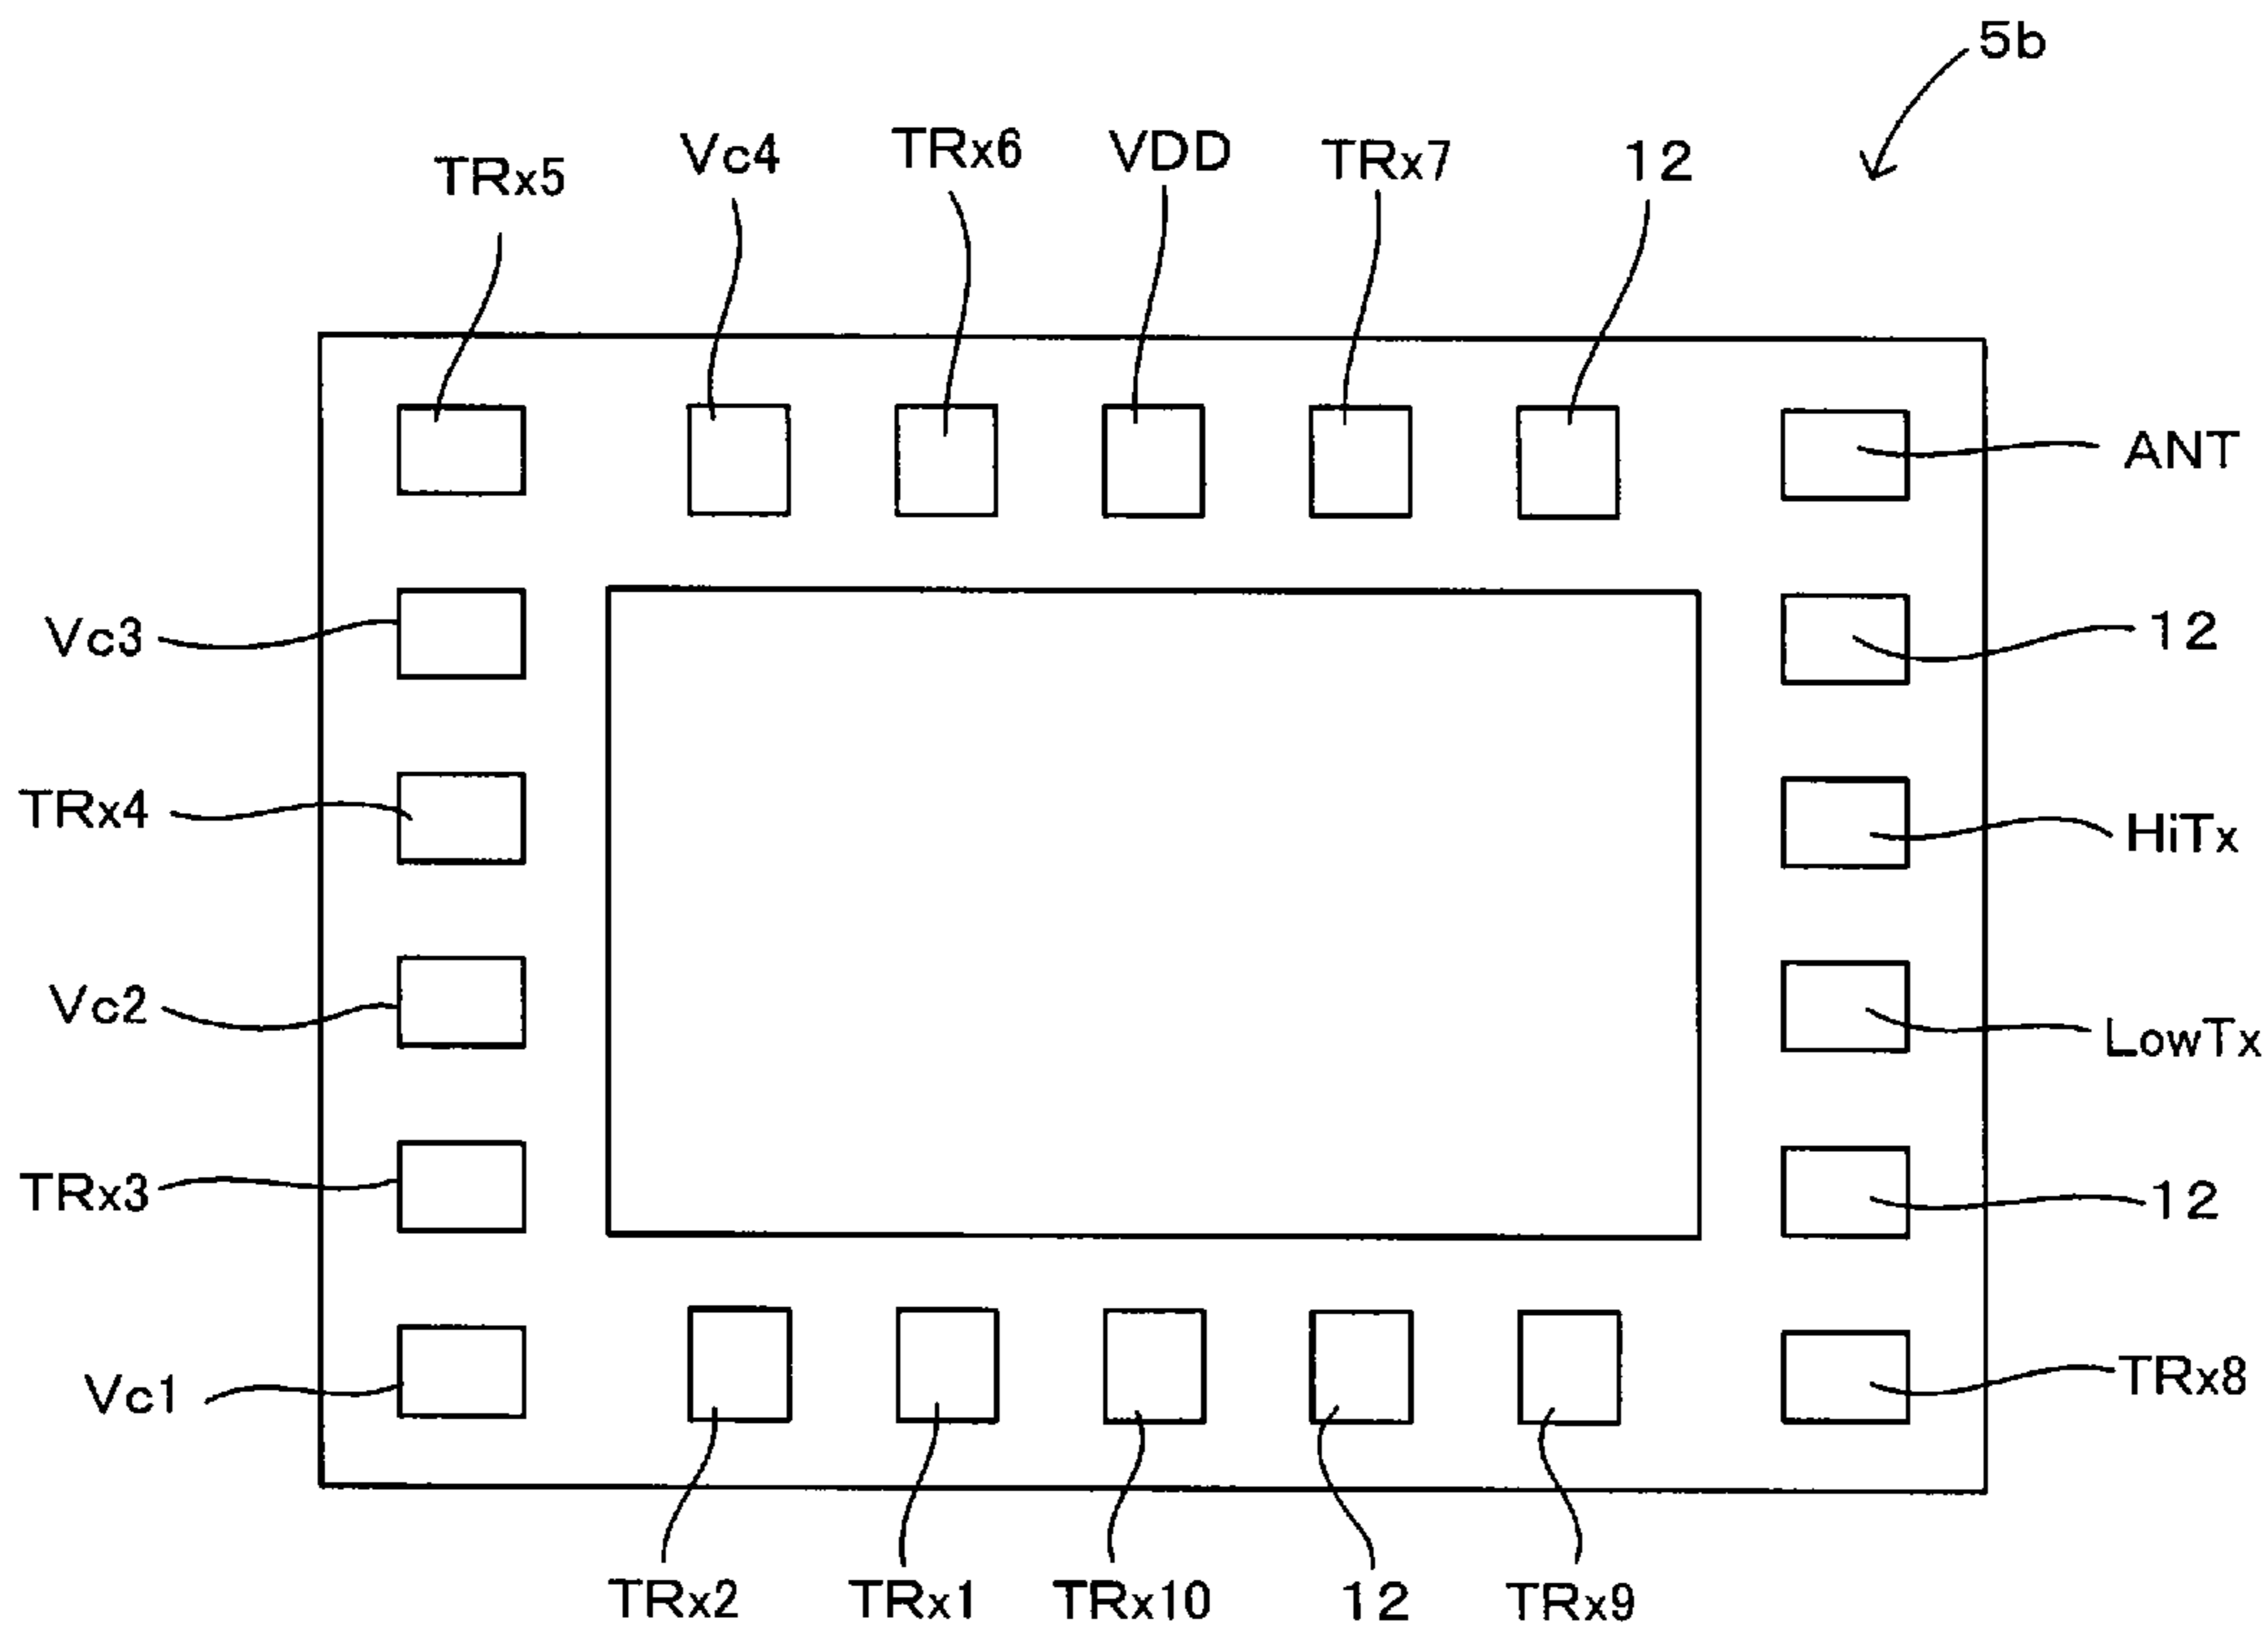 5b
TRx5
Vc4
TRx6
VDD
TRx7
12
ANT
Vc3
12
TRx4
HiTx
Vc2
LowTx
TRx3
12
Vc1
TRx8
TRx2
TRx1
TRx10
12
TRx9